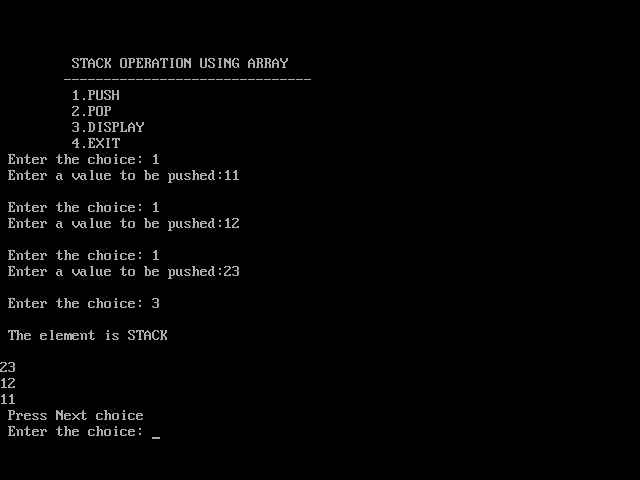 STACK OPERATION USING ARRAY
-------------------------------
1.PUSH
2.POP
3.DISPLAY
4.EXIT
Enter the choice: 1
Enter a value to be pushed:11
Enter the choice: 1
Enter a value to be pushed:12
Enter the choice: 1
Enter a value to be pushed:23
Enter the choice: 3
The element is STACK
23
12
11
Press Next choice
Enter the choice: _